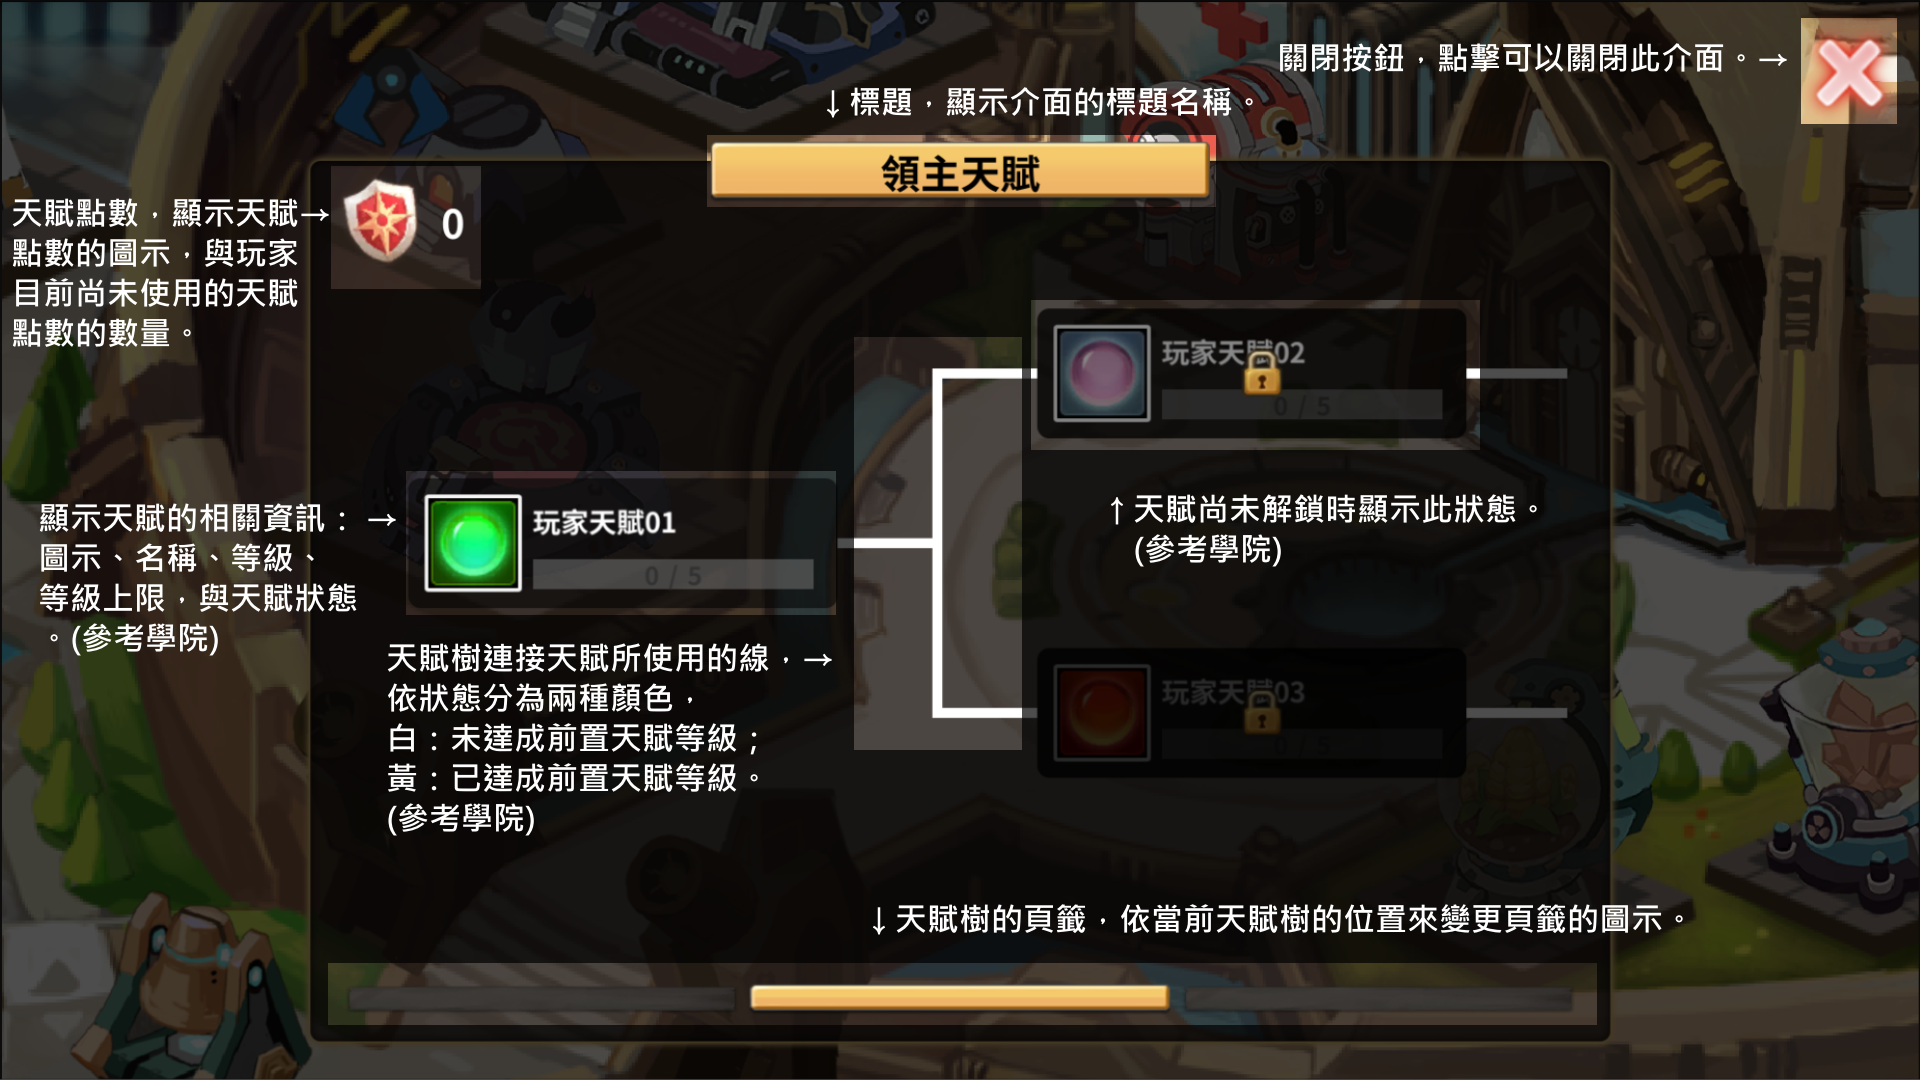 關閉按鈕，點擊可以關閉此介面。→
↓標題，顯示介面的標題名稱。
領主天賦
天賦點數，顯示天賦→
點數的圖示，與玩家
目前尚未使用的天賦
點數的數量。
0
玩家天賦02
0 / 5
顯示天賦的相關資訊：→
圖示、名稱、等級、
等級上限，與天賦狀態
。(參考學院)
玩家天賦01
0 / 5
↑天賦尚未解鎖時顯示此狀態。
(參考學院)
天賦樹連接天賦所使用的線，→
依狀態分為兩種顏色，
白：未達成前置天賦等級；
黃：已達成前置天賦等級。
(參考學院)
玩家天賦03
0 / 5
↓天賦樹的頁籤，依當前天賦樹的位置來變更頁籤的圖示。